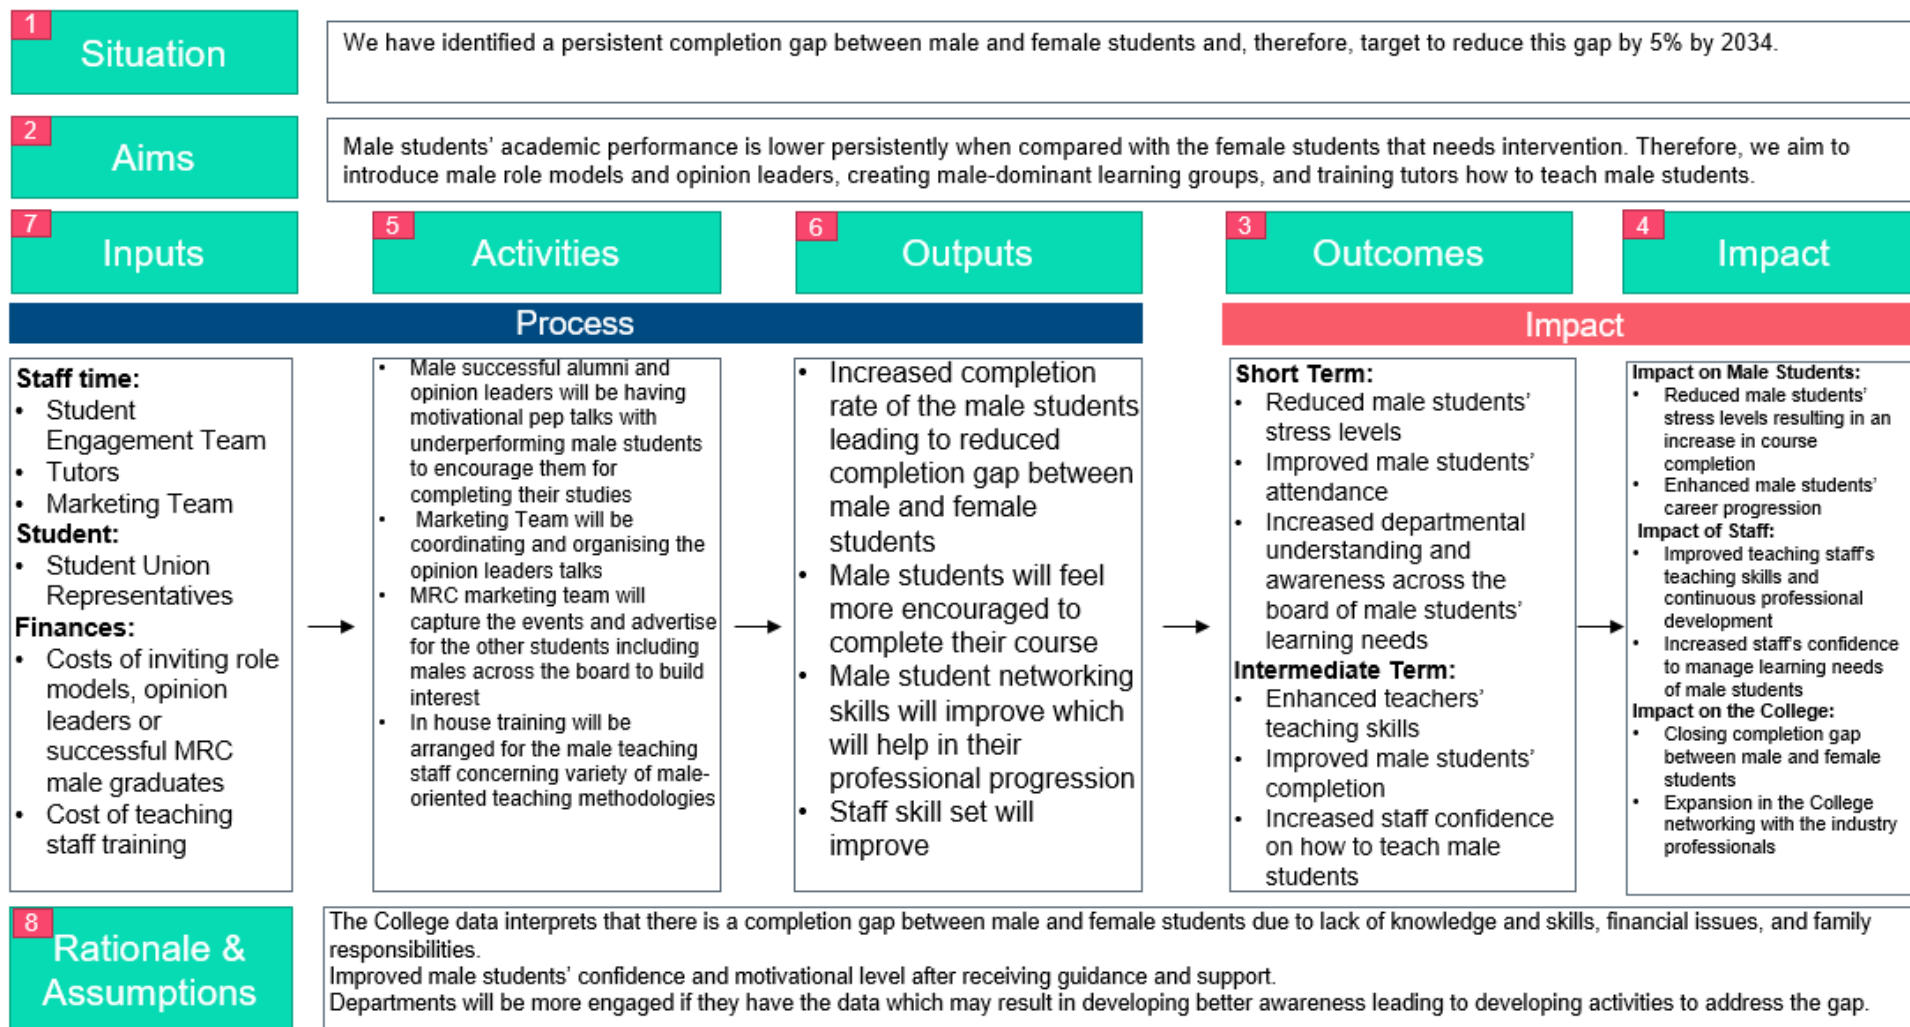 1
Situation
We have identified a persistent completion gap between male and female students and, therefore, target to reduce this gap by 5% by 2034.
2
Aims
Male students' academic performance is lower persistently when compared with the female students that needs intervention. Therefore, we aim to
introduce male role models and opinion leaders, creating male-dominant learning groups, and training tutors how to teach male students.
7
Inputs
5
Activities
6
Outputs
3
Outcomes
4
Impact
Process
Impact
Staff time:
• Student
Engagement Team
• Tutors
• Marketing Team
Student:
• Student Union
Representatives
Finances:
• Costs of inviting role
models, opinion
leaders or
successful MRC
male graduates
• Cost of teaching
staff training
• Male successful alumni and
opinion leaders will be having
motivational pep talks with
underperforming male students
to encourage them for
completing their studies
• Marketing Team will be
coordinating and organising the
opinion leaders talks
• MRC marketing team will
capture the events and advertise
for the other students including
males across the board to build
interest
• In house training will be
arranged for the male teaching
staff concerning variety of male-
oriented teaching methodologies
• Increased completion
rate of the male students
leading to reduced
completion gap between
male and female
students
• Male students will feel
more encouraged to
complete their course
• Male student networking
skills will improve which
will help in their
professional progression
• Staff skill set will
improve
Short Term:
• Reduced male students'
stress levels
• Improved male students'
attendance
• Increased departmental
understanding and
awareness across the
board of male students'
learning needs
Intermediate Term:
• Enhanced teachers'
teaching skills
• Improved male students'
completion
• Increased staff confidence
on how to teach male
students
Impact on Male Students:
• Reduced male students'
stress levels resulting in an
increase in course
completion
• Enhanced male students'
career progression
Impact of Staff:
• Improved teaching staff's
teaching skills and
continuous professional
development
• Increased staff's confidence
to manage learning needs
of male students
Impact on the College:
• Closing completion gap
between male and female
students
• Expansion in the College
networking with the industry
professionals
8
Rationale &
Assumptions
The College data interprets that there is a completion gap between male and female students due to lack of knowledge and skills, financial issues, and family
responsibilities.
Improved male students' confidence and motivational level after receiving guidance and support.
Departments will be more engaged if they have the data which may result in developing better awareness leading to developing activities to address the gap.